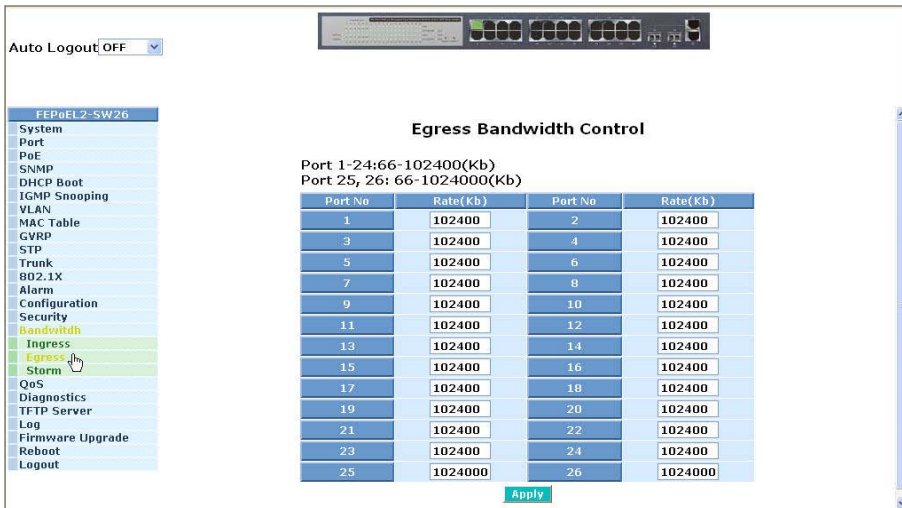 Auto Logout OFF
FEPoEL2-SW26
System
Port
PoE
SNMP
DHCP Boot
IGMP Snooping
VLAN
MAC Table
GVRP
STP
Trunk
802.1X
Alarm
Configuration
Security
Bandwitdh
Ingress
Egress
Storm
QoS
Diagnostics
TFTP Server
Log
Firmware Upgrade
Reboot
Logout
Egress Bandwidth Control
Port 1-24:66-102400(Kb)
Port 25, 26: 66-1024000(Kb)
Port No Rate(Kb) Port No Rate(Kb)
1 102400 2 102400
3 102400 4 102400
5 102400 6 102400
7 102400 8 102400
9 102400 10 102400
11 102400 12 102400
13 102400 14 102400
15 102400 16 102400
17 102400 18 102400
19 102400 20 102400
21 102400 22 102400
23 102400 24 102400
25 1024000 26 1024000
Apply